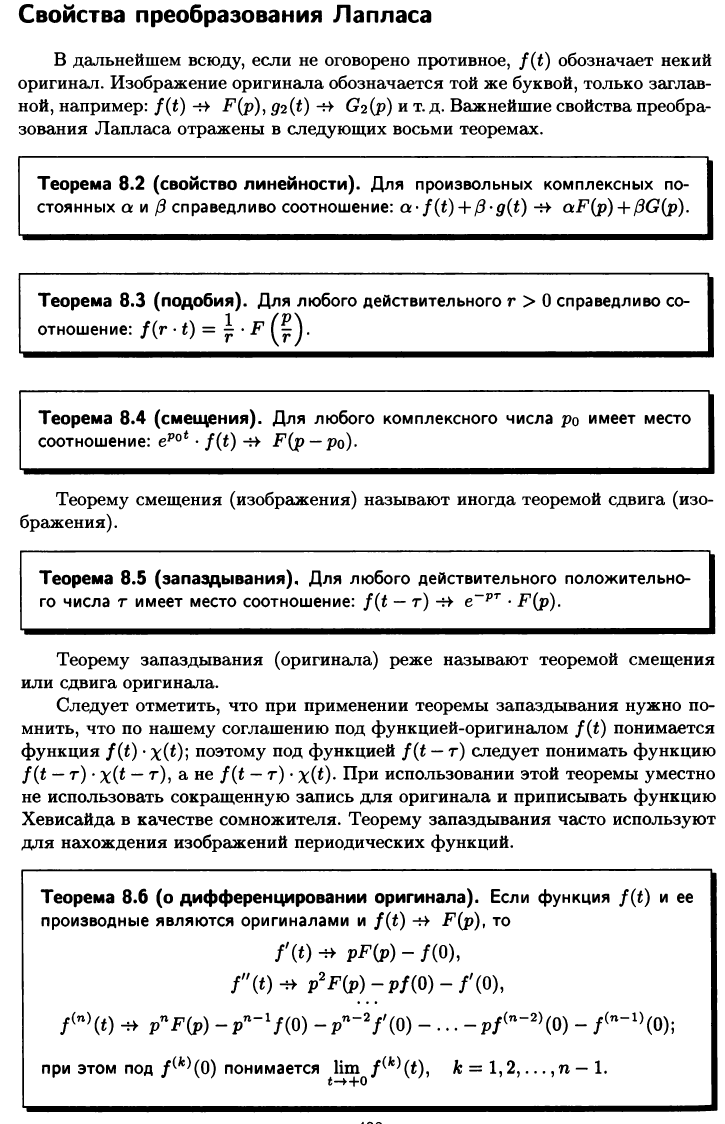 Свойства преобразования Лапласа
В дальнейшем всюду, если не оговорено противное, f(t) обозначает некий
оригинал. Изображение оригинала обозначается той же буквой, только заглав-
ной, например: f(t) ⇥ F(p), g₂(t) ⇥ G₂(p) и т. д. Важнейшие свойства преобра-
зования Лапласа отражены в следующих восьми теоремах.
Теорема 8.2 (свойство линейности). Для произвольных комплексных по-
стоянных α и β справедливо соотношение: α · f(t) + β · g(t) ⇥ αF(p) + βG(p).
Теорема 8.3 (подобия). Для любого действительного r > 0 справедливо со-
отношение: f(r · t) = 1/r · F(p/r).
Теорема 8.4 (смещения). Для любого комплексного числа p₀ имеет место
соотношение: e^{p₀t} · f(t) ⇥ F(p − p₀).
Теорему смещения (изображения) называют иногда теоремой сдвига (изо-
бражения).
Теорема 8.5 (запаздывания). Для любого действительного положительно-
го числа τ имеет место соотношение: f(t − τ) ⇥ e^{−pτ} · F(p).
Теорему запаздывания (оригинала) реже называют теоремой смещения
или сдвига оригинала.
Следует отметить, что при применении теоремы запаздывания нужно по-
мнить, что по нашему соглашению под функцией-оригиналом f(t) понимается
функция f(t) · χ(t); поэтому под функцией f(t − τ) следует понимать функцию
f(t − τ) · χ(t − τ), а не f(t − τ) · χ(t). При использовании этой теоремы уместно
не использовать сокращенную запись для оригинала и приписывать функцию
Хевисайда в качестве сомножителя. Теорему запаздывания часто используют
для нахождения изображений периодических функций.
Теорема 8.6 (о дифференцировании оригинала). Если функция f(t) и ее
производные являются оригиналами и f(t) ⇥ F(p), то
f′(t) ⇥ pF(p) − f(0),
f″(t) ⇥ p²F(p) − pf(0) − f′(0),
...
f⁽ⁿ⁾(t) ⇥ pⁿF(p) − pⁿ⁻¹f(0) − pⁿ⁻²f′(0) − ... − pf⁽ⁿ⁻²⁾(0) − f⁽ⁿ⁻¹⁾(0);
при этом под f⁽ᵏ⁾(0) понимается lim_{t→+0} f⁽ᵏ⁾(t), k = 1, 2, ..., n − 1.